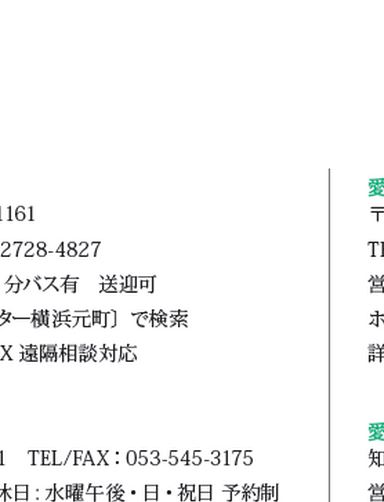 1161
2728-4827
分バス有　送迎可
ター横浜元町〕で検索
X 遠隔相談対応
1　TEL/FAX：053-545-3175
休日：水曜午後・日・祝日 予約制
愛
〒
TE
営
ホ
詳
愛
知
営